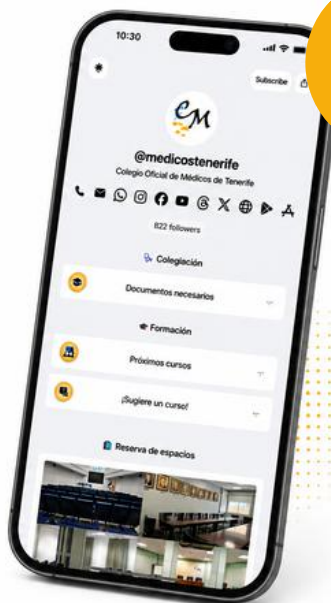 10:30
Subscribe
CM
@medicostenerife
Colegio Oficial de Médicos de Tenerife
822 followers
Colegiación
Documentos necesarios
Formación
Próximos cursos
¡Sugiere un curso!
Reserva de espacios